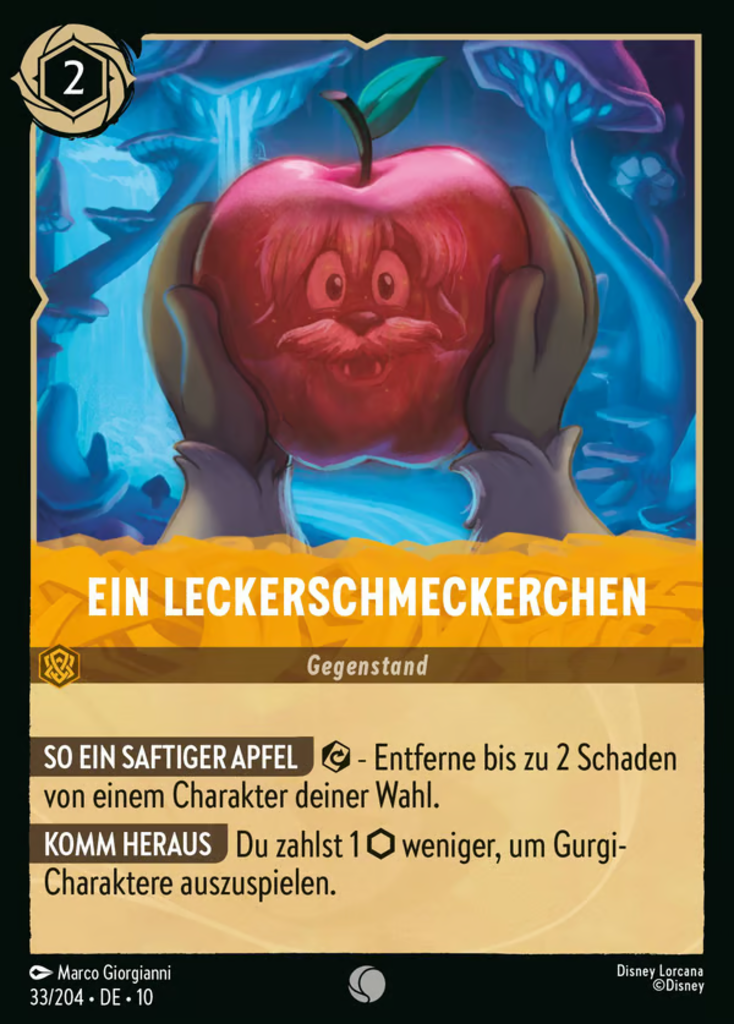 2
EIN LECKERSCHMECKERCHEN
Gegenstand
SO EIN SAFTIGER APFEL - Entferne bis zu 2 Schaden
von einem Charakter deiner Wahl.
KOMM HERAUS Du zahlst 1 weniger, um Gurgi-
Charaktere auszuspielen.
Marco Giorgianni
33/204 • DE • 10
Disney Lorcana
©Disney